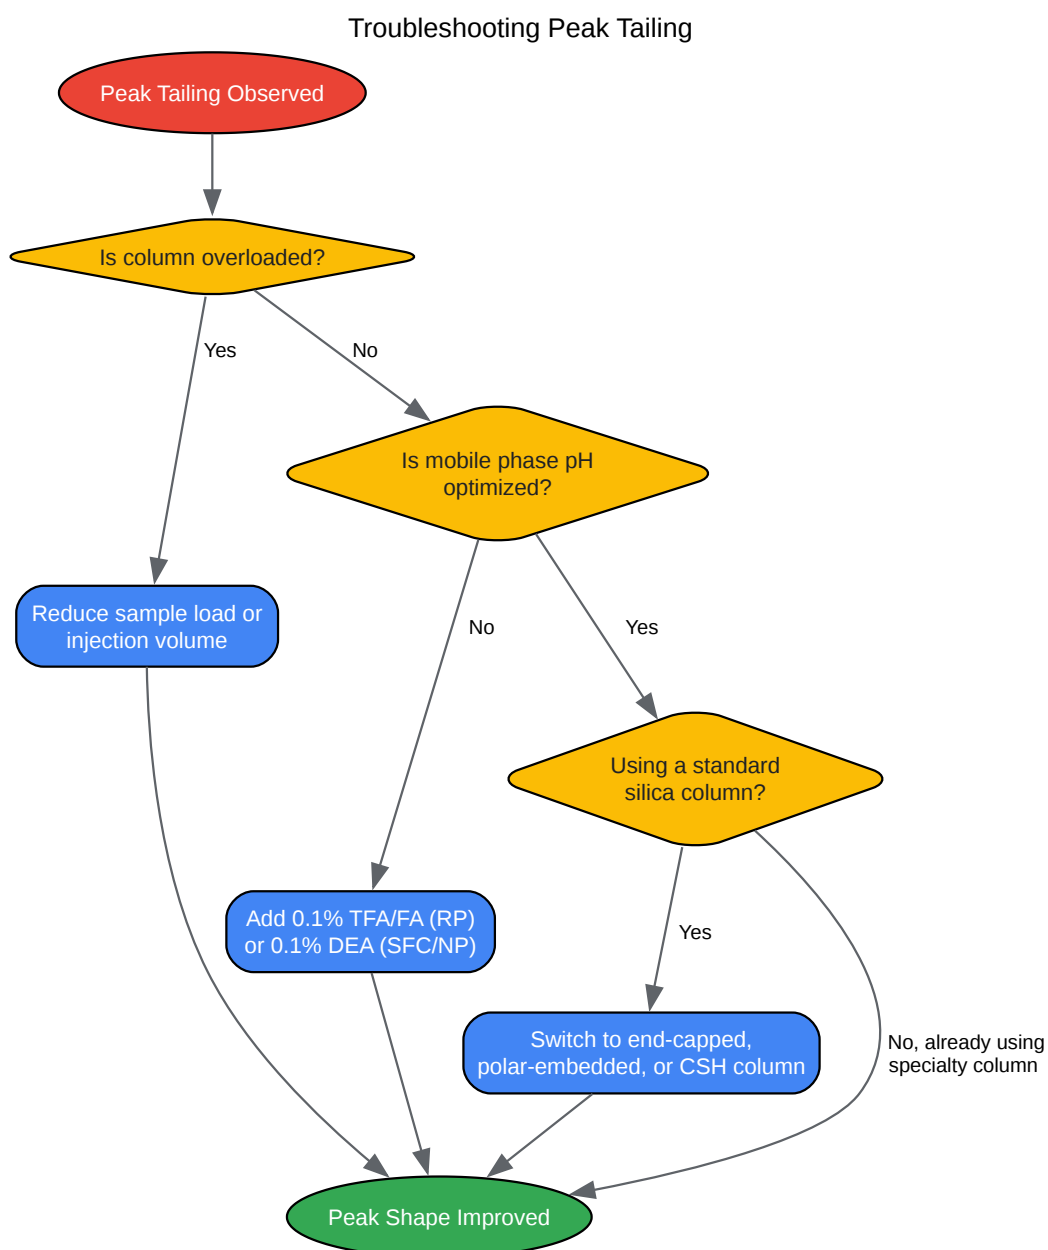 Troubleshooting Peak Tailing
Peak Tailing Observed
Is column overloaded?
Yes
No
Is mobile phase pH
optimized?
Reduce sample load or
injection volume
No
Yes
Using a standard
silica column?
Add 0.1% TFA/FA (RP)
or 0.1% DEA (SFC/NP)
Yes
Switch to end-capped,
polar-embedded, or CSH column
No, already using
specialty column
Peak Shape Improved